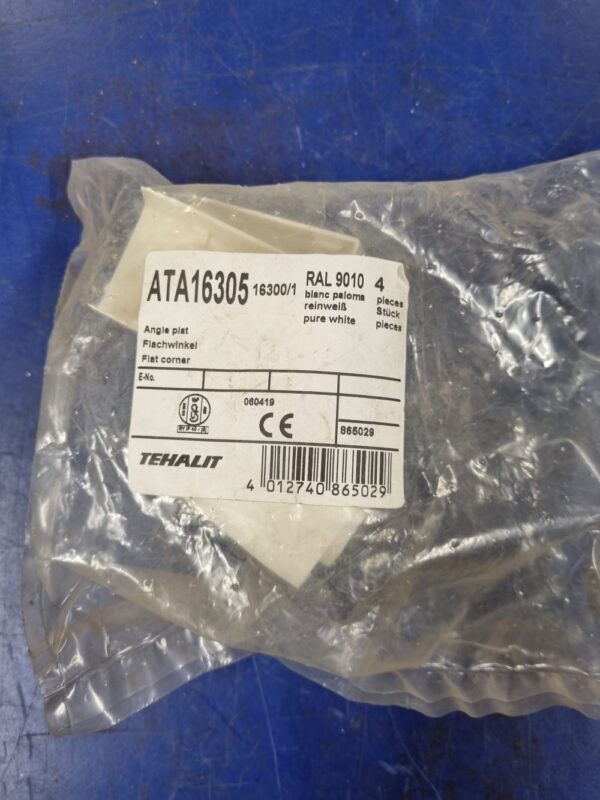 ATA16305 16300/1
RAL 9010
blanc paloma
reinweiß
pure white
4
pieces
Stück
pieces
Angle plat
Flachwinkel
Flat corner
E-No.
060419
CE
865029
TEHALIT
4 012740 865029